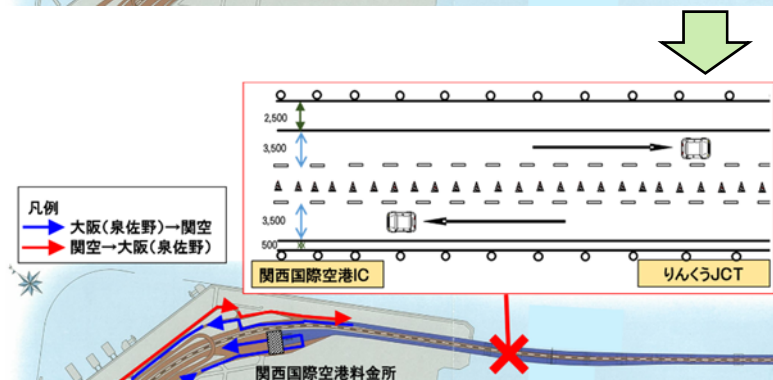 2,500
3,500
3,500
500
関西国際空港IC
りんくうJCT
凡例
大阪(泉佐野)→関空
関空→大阪(泉佐野)
関西国際空港料金所